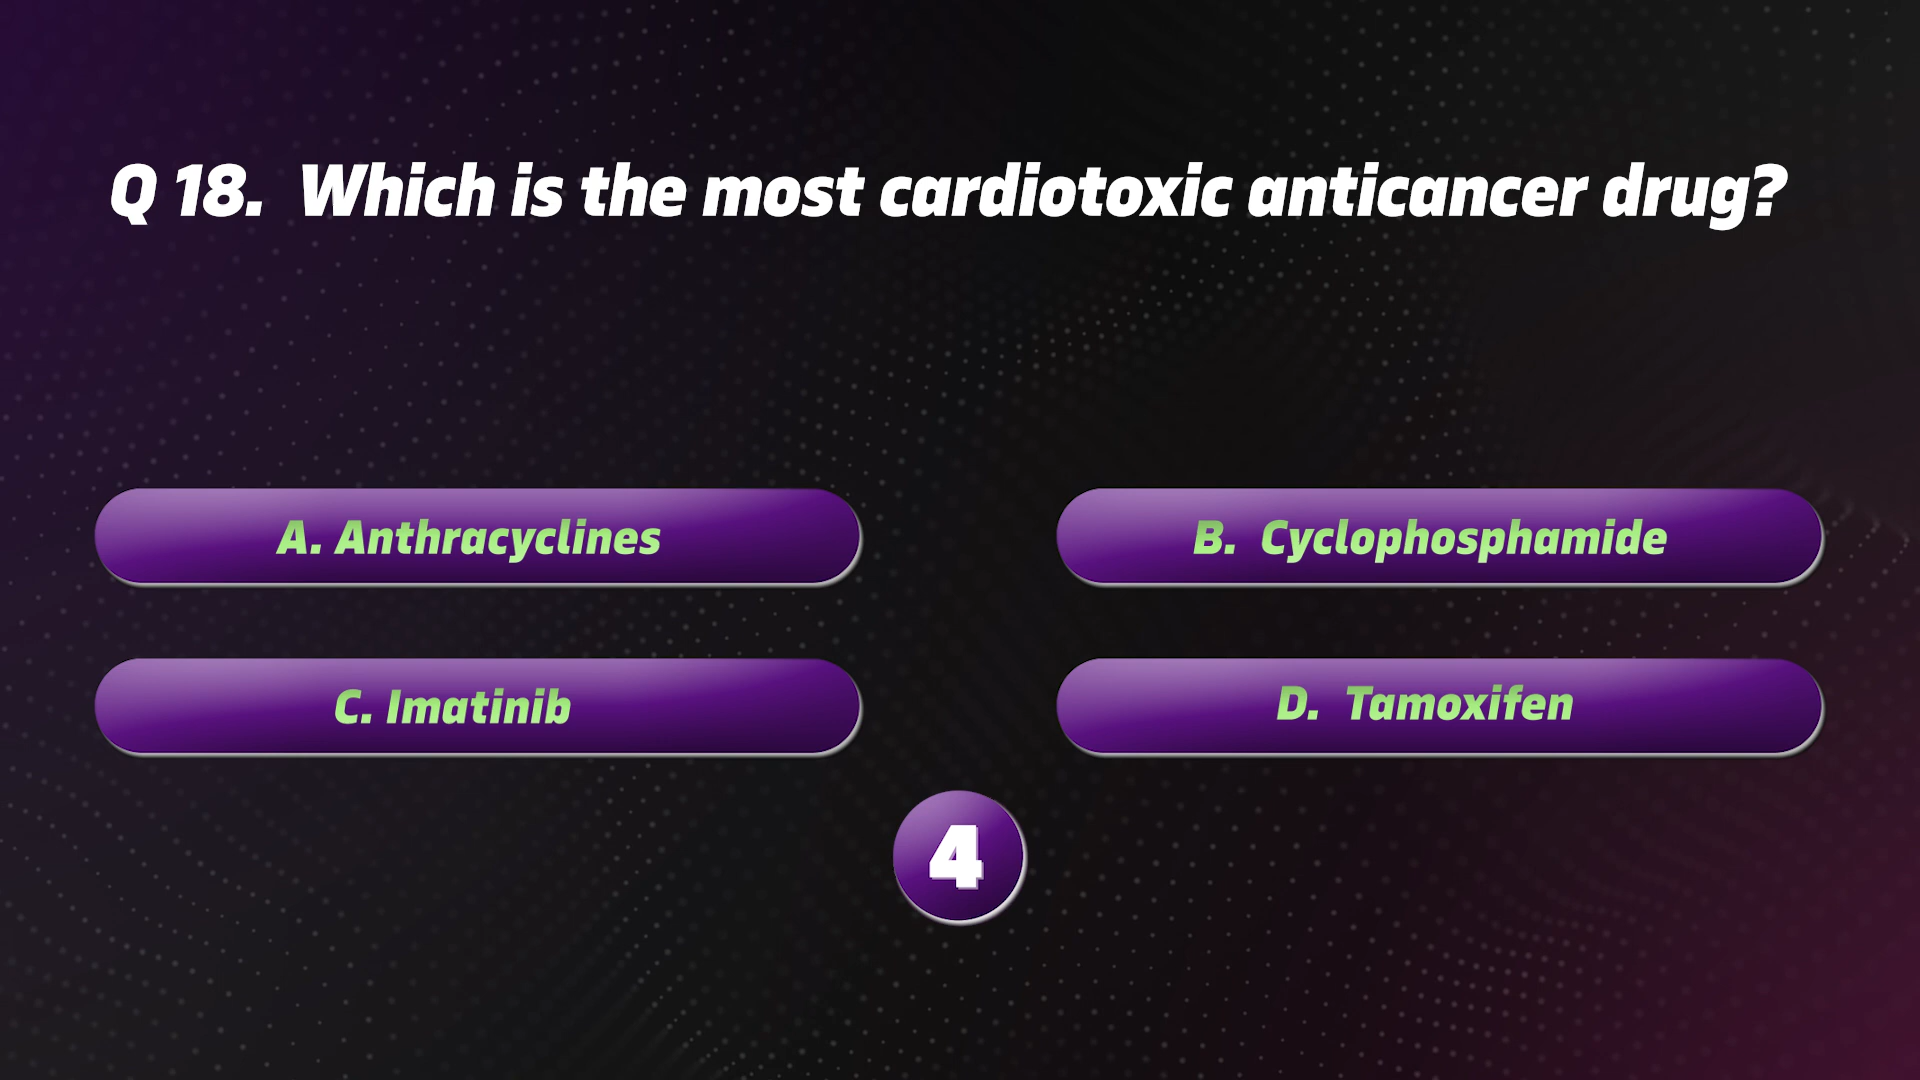 Q 18. Which is the most cardiotoxic anticancer drug?
A. Anthracyclines
B. Cyclophosphamide
C. Imatinib
D. Tamoxifen
4